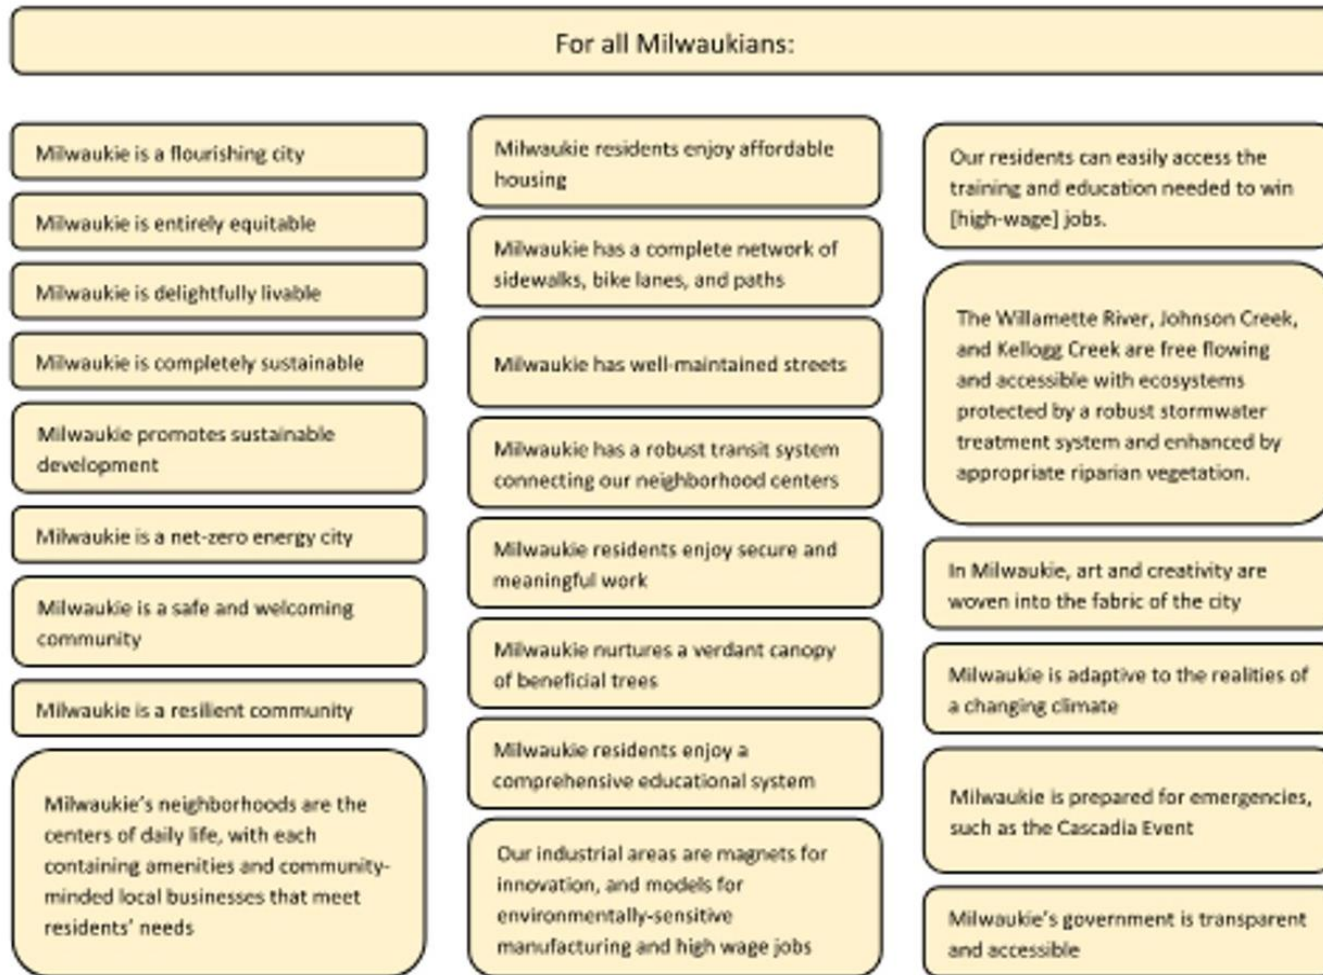 For all Milwaukians:
Milwaukie is a flourishing city
Milwaukie is entirely equitable
Milwaukie is delightfully livable
Milwaukie is completely sustainable
Milwaukie promotes sustainable
development
Milwaukie is a net-zero energy city
Milwaukie is a safe and welcoming
community
Milwaukie is a resilient community
Milwaukie's neighborhoods are the
centers of daily life, with each
containing amenities and community-
minded local businesses that meet
residents' needs
Milwaukie residents enjoy affordable
housing
Milwaukie has a complete network of
sidewalks, bike lanes, and paths
Milwaukie has well-maintained streets
Milwaukie has a robust transit system
connecting our neighborhood centers
Milwaukie residents enjoy secure and
meaningful work
Milwaukie nurtures a verdant canopy
of beneficial trees
Milwaukie residents enjoy a
comprehensive educational system
Our industrial areas are magnets for
innovation, and models for
environmentally-sensitive
manufacturing and high wage jobs
Our residents can easily access the
training and education needed to win
[high-wage] jobs.
The Willamette River, Johnson Creek,
and Kellogg Creek are free flowing
and accessible with ecosystems
protected by a robust stormwater
treatment system and enhanced by
appropriate riparian vegetation.
In Milwaukie, art and creativity are
woven into the fabric of the city
Milwaukie is adaptive to the realities of
a changing climate
Milwaukie is prepared for emergencies,
such as the Cascadia Event
Milwaukie's government is transparent
and accessible